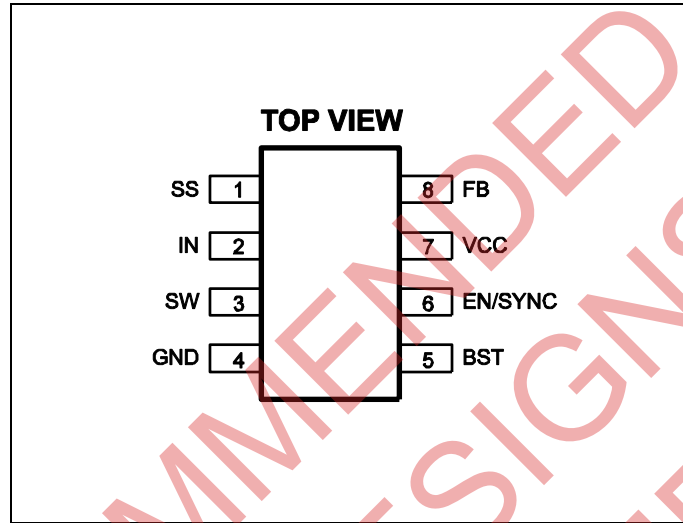 TOP VIEW
SS 1 8 FB
IN 2 7 VCC
SW 3 6 EN/SYNC
GND 4 5 BST
MMENDED
DESIGNS